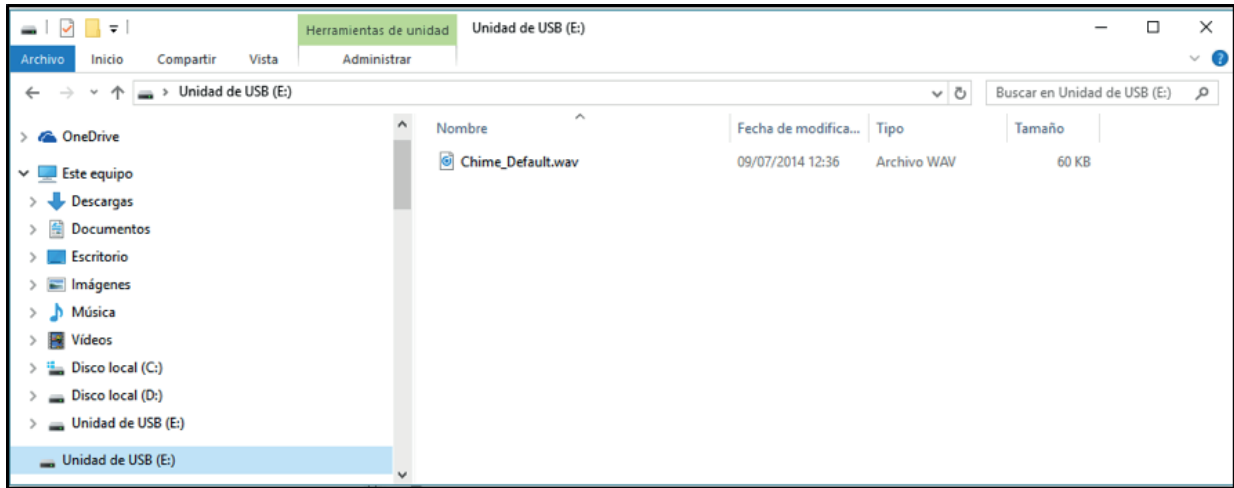 Herramientas de unidad Unidad de USB (E:)
Archivo Inicio Compartir Vista Administrar
Unidad de USB (E:) Buscar en Unidad de USB (E:)
OneDrive
Este equipo
Descargas
Documentos
Escritorio
Imágenes
Música
Vídeos
Disco local (C:)
Disco local (D:)
Unidad de USB (E:)
Unidad de USB (E:)
Nombre Fecha de modifica... Tipo Tamaño
Chime_Default.wav 09/07/2014 12:36 Archivo WAV 60 KB